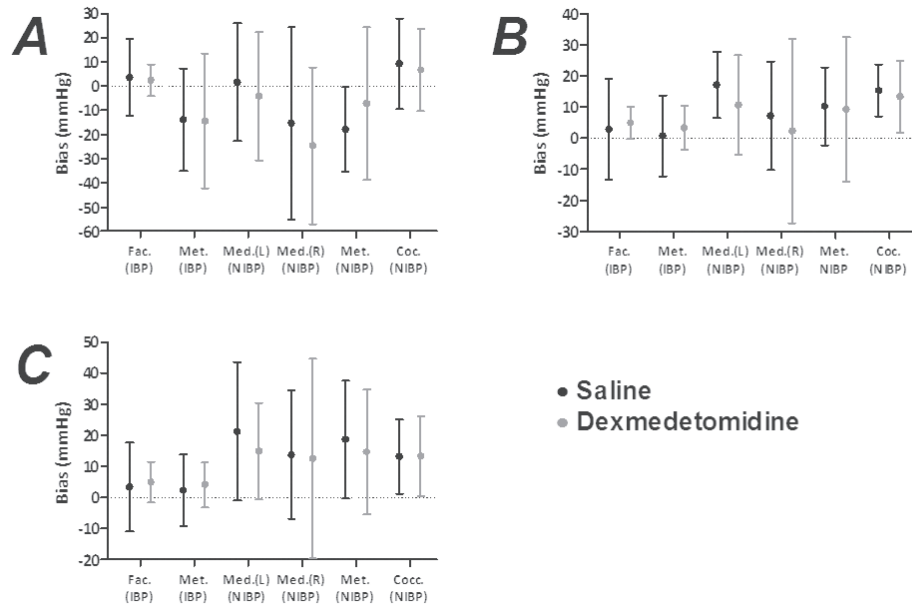 A
Bias (mmHg)
30
20
10
0
-10
-20
-30
-40
-50
-60
Fac. Met. Med.(L) Med.(R) Met. Coc.
(IBP) (IBP) (NIBP) (NIBP) (NIBP) (NIBP)
B
Bias (mmHg)
40
30
20
10
0
-10
-20
-30
Fac. Met. Med.(L) Med.(R) Met. Coc.
(IBP) (IBP) (NIBP) (NIBP) NIBP (NIBP)
C
Bias (mmHg)
50
40
30
20
10
0
-10
-20
Fac. Met. Med.(L) Med.(R) Met. Cocc.
(IBP) (IBP) (NIBP) (NIBP) (NIBP) (NIBP)
Saline
Dexmedetomidine